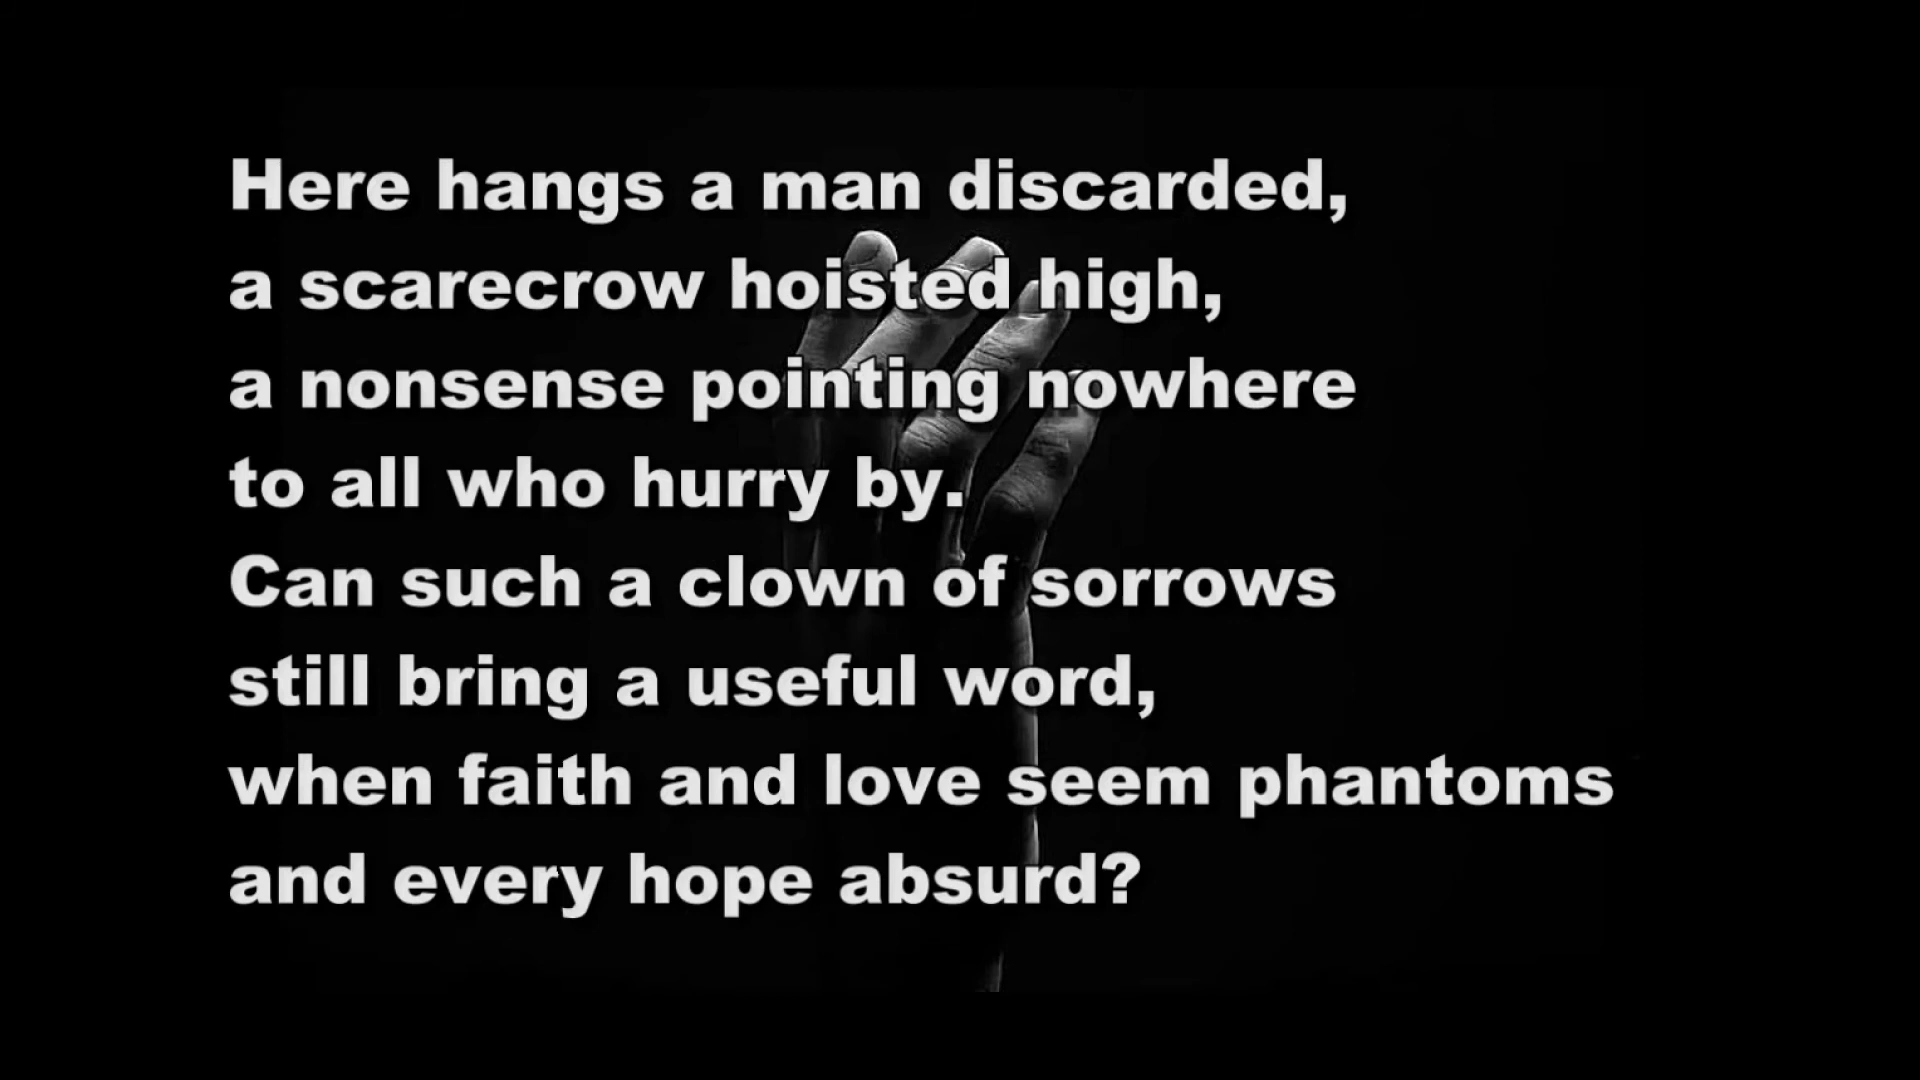 Here hangs a man discarded,
a scarecrow hoisted high,
a nonsense pointing nowhere
to all who hurry by.
Can such a clown of sorrows
still bring a useful word,
when faith and love seem phantoms
and every hope absurd?